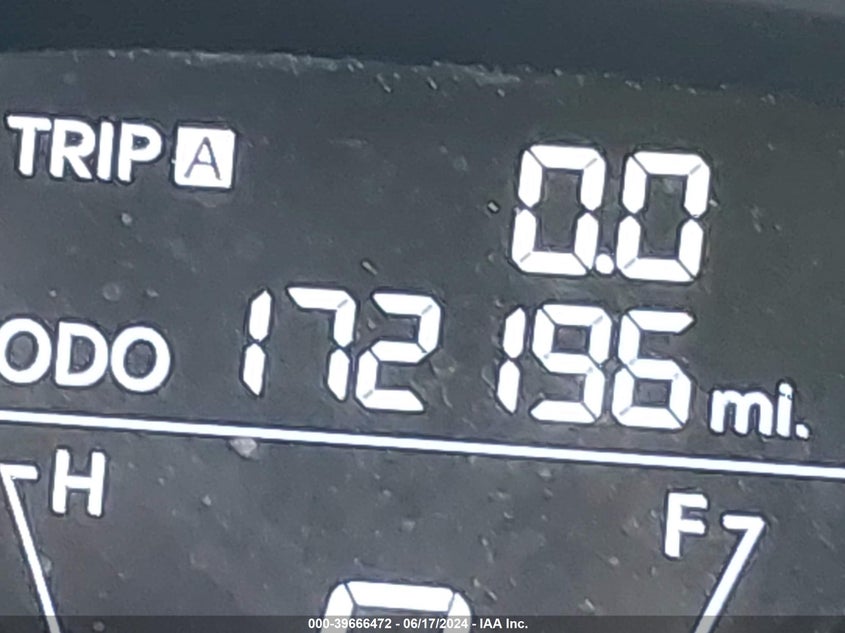 TRIP A 0.0
ODO 172196 mi.
H F
000-39666472 - 06/17/2024 - IAA Inc.